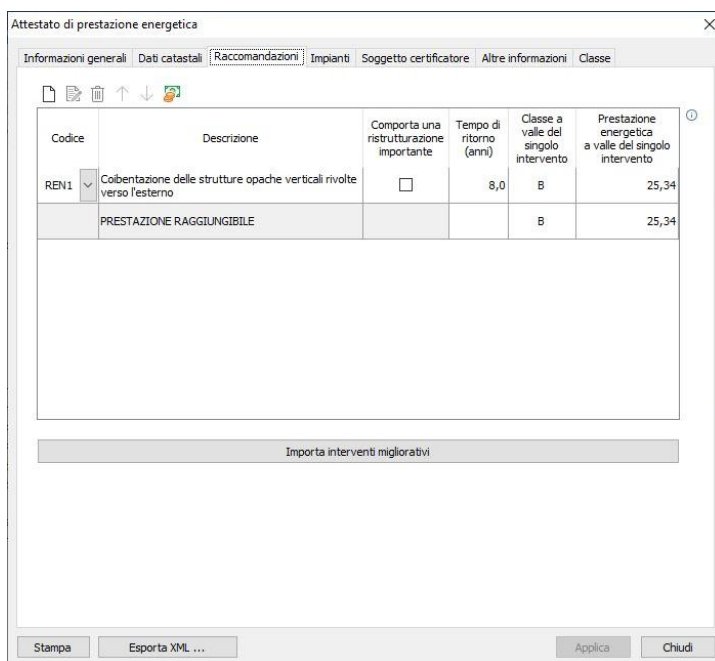 Attestato di prestazione energetica
Informazioni generali Dati catastali Raccomandazioni Impianti Soggetto certificatore Altre informazioni Classe
Codice
Descrizione
Comporta una
ristrutturazione
importante
Tempo di
ritorno
(anni)
Classe a
valle del
singolo
intervento
Prestazione
energetica
a valle del singolo
intervento
REN1
Coibentazione delle strutture opache verticali rivolte
verso l'esterno
8,0
B
25,34
PRESTAZIONE RAGGIUNGIBILE
B
25,34
Importa interventi migliorativi
Stampa
Esporta XML ...
Applica
Chiudi